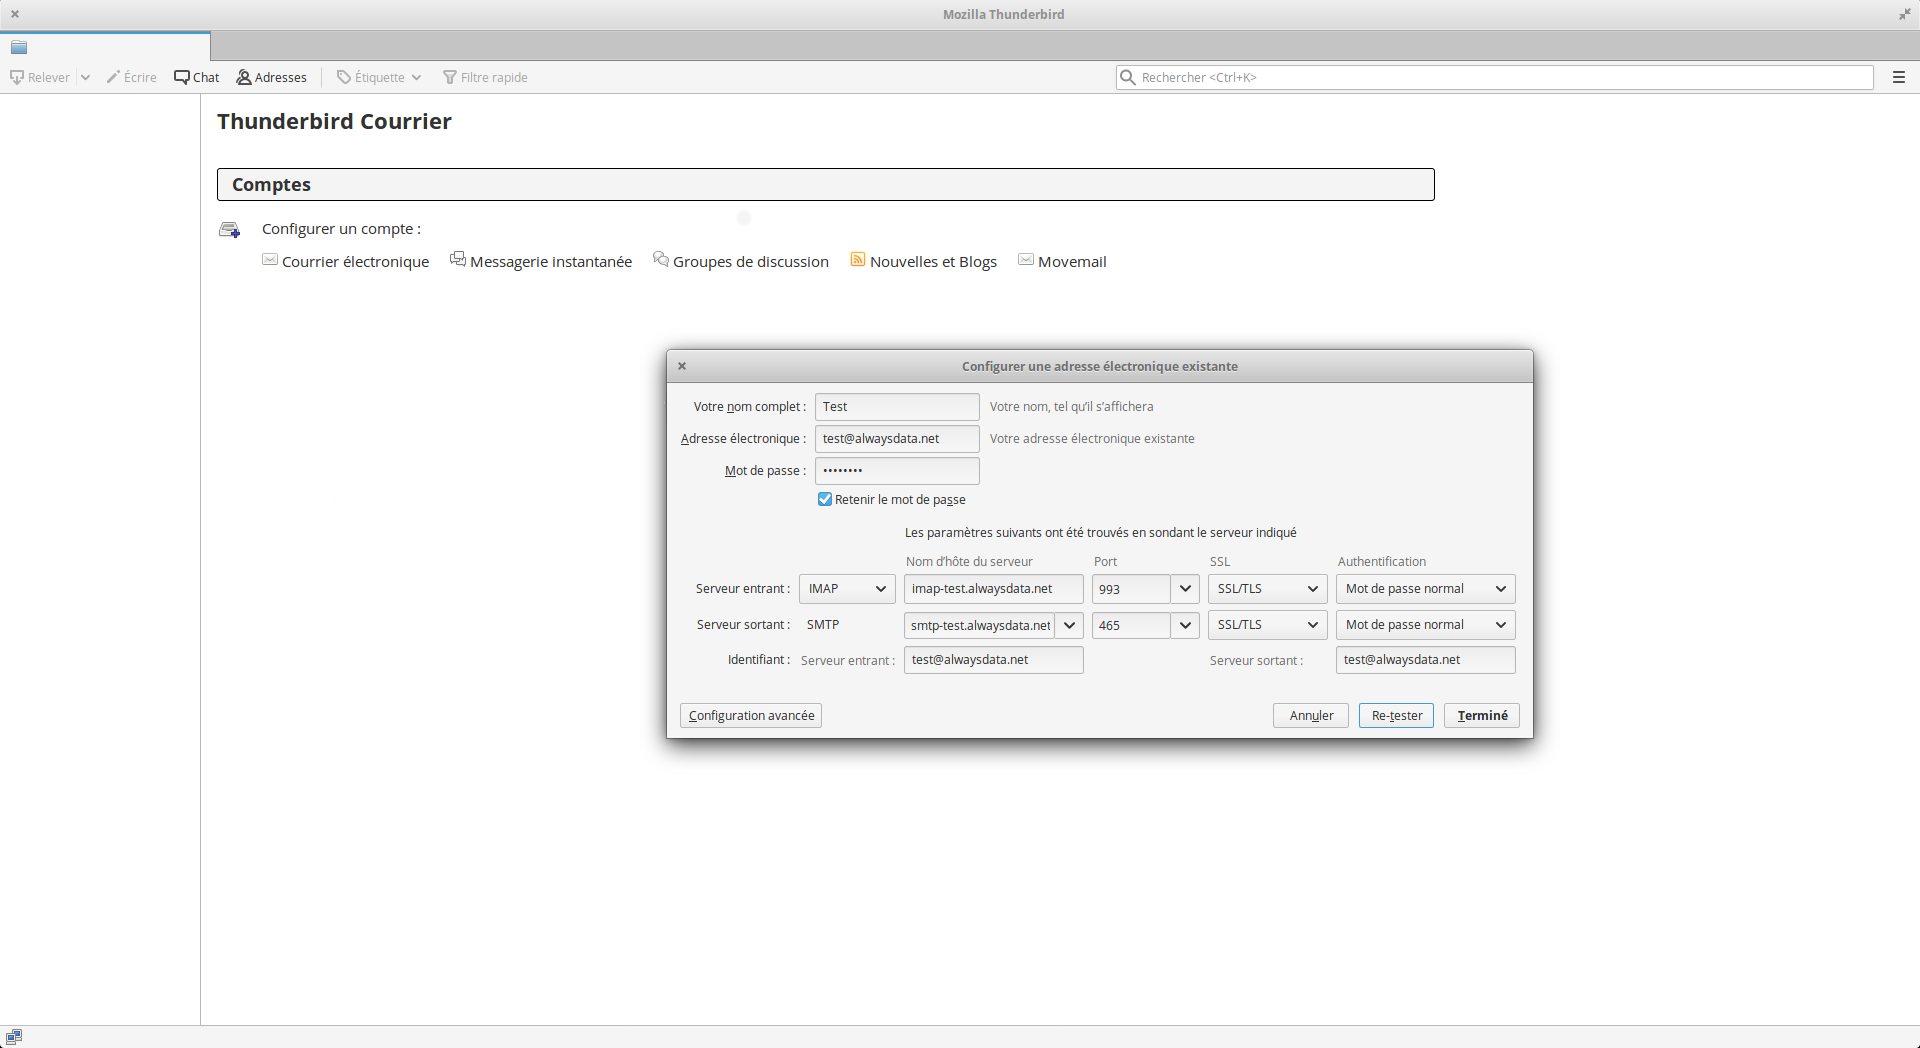 Mozilla Thunderbird
Relever Écrire Chat Adresses Étiquette Filtre rapide Rechercher <Ctrl+K>
Thunderbird Courrier
Comptes
Configurer un compte :
Courrier électronique Messagerie instantanée Groupes de discussion Nouvelles et Blogs Movemail
Configurer une adresse électronique existante
Votre nom complet : Test Votre nom, tel qu’il s’affichera
Adresse électronique : test@alwaysdata.net Votre adresse électronique existante
Mot de passe : ••••••••
Retenir le mot de passe
Les paramètres suivants ont été trouvés en sondant le serveur indiqué
Nom d’hôte du serveur Port SSL Authentification
Serveur entrant : IMAP imap-test.alwaysdata.net 993 SSL/TLS Mot de passe normal
Serveur sortant : SMTP smtp-test.alwaysdata.net 465 SSL/TLS Mot de passe normal
Identifiant : Serveur entrant : test@alwaysdata.net Serveur sortant : test@alwaysdata.net
Configuration avancée Annuler Re-tester Terminé